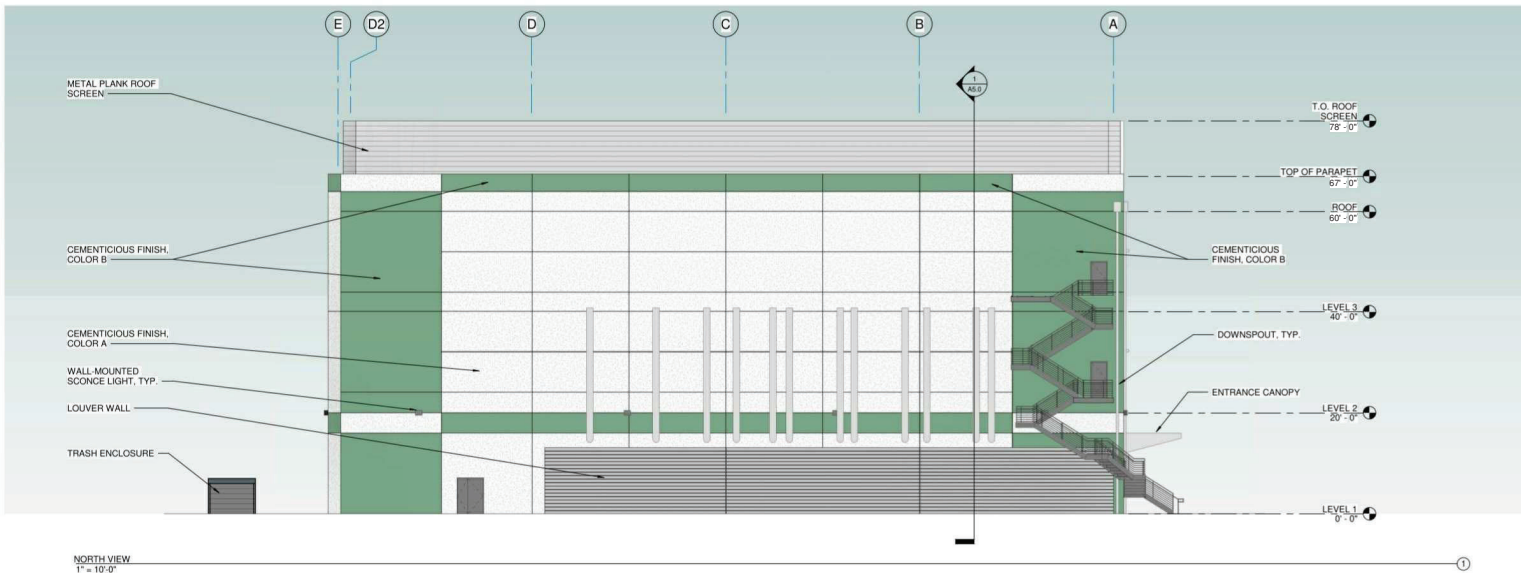 E D2 D C B A
METAL PLANK ROOF
SCREEN
1
A5.0
T.O. ROOF
SCREEN
78' - 0"
TOP OF PARAPET
67' - 0"
ROOF
60' - 0"
CEMENTICIOUS FINISH,
COLOR B
CEMENTICIOUS
FINISH, COLOR B
LEVEL 3
40' - 0"
CEMENTICIOUS FINISH,
COLOR A
DOWNSPOUT, TYP.
WALL-MOUNTED
SCONCE LIGHT, TYP.
ENTRANCE CANOPY
LOUVER WALL
LEVEL 2
20' - 0"
TRASH ENCLOSURE
LEVEL 1
0' - 0"
NORTH VIEW
1" = 10'-0"
1